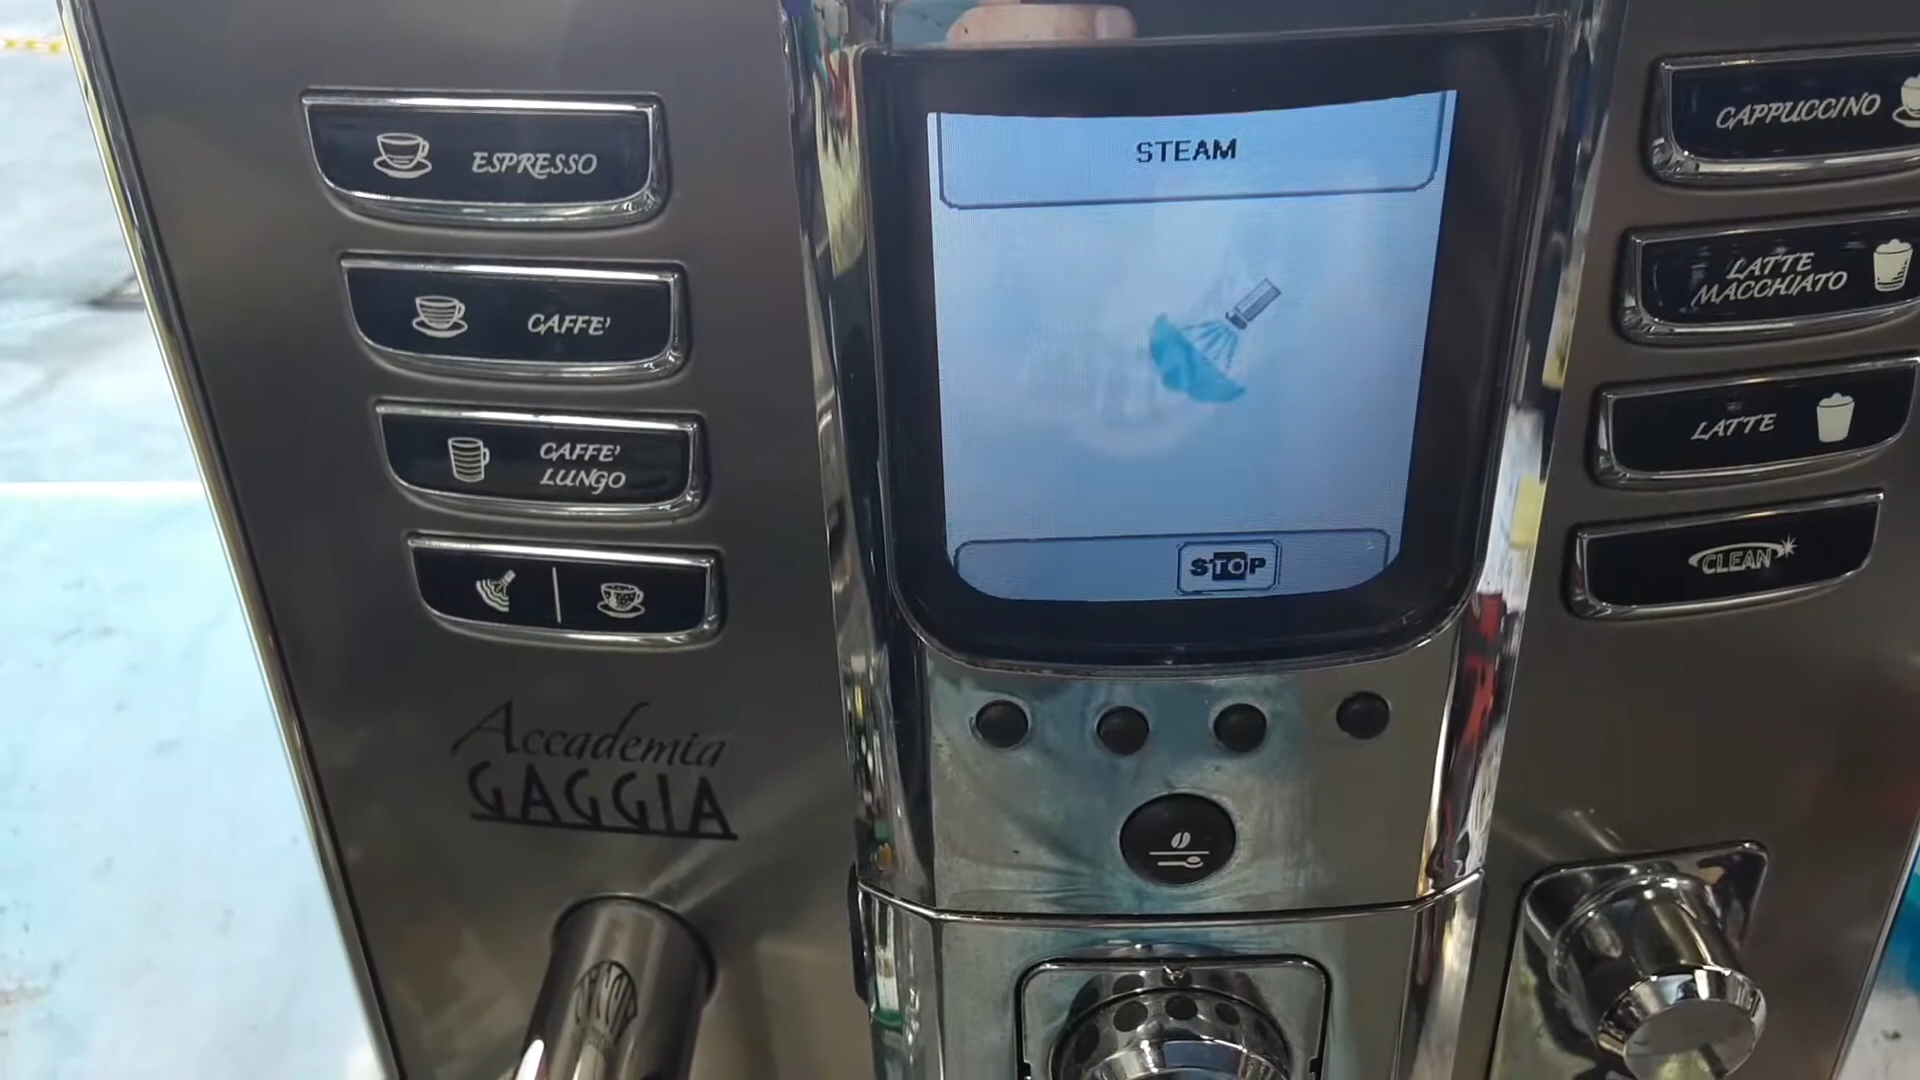 ESPRESSO
CAFFE'
CAFFE'
LUNGO
Accademia
GAGGIA
STEAM
STOP
CAPPUCCINO
LATTE
MACCHIATO
LATTE
CLEAN